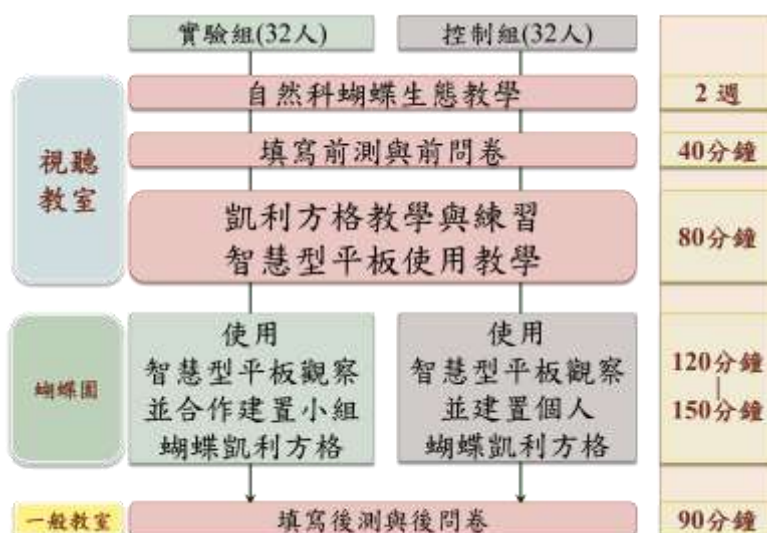 實驗組(32人)
控制組(32人)
自然科蝴蝶生態教學
2 週
視聽
教室
填寫前測與前問卷
40分鐘
凱利方格教學與練習
智慧型平板使用教學
80分鐘
蝴蝶園
使用
智慧型平板觀察
並合作建置小組
蝴蝶凱利方格
使用
智慧型平板觀察
並建置個人
蝴蝶凱利方格
120分鐘
|
150分鐘
一般教室
填寫後測與後問卷
90分鐘